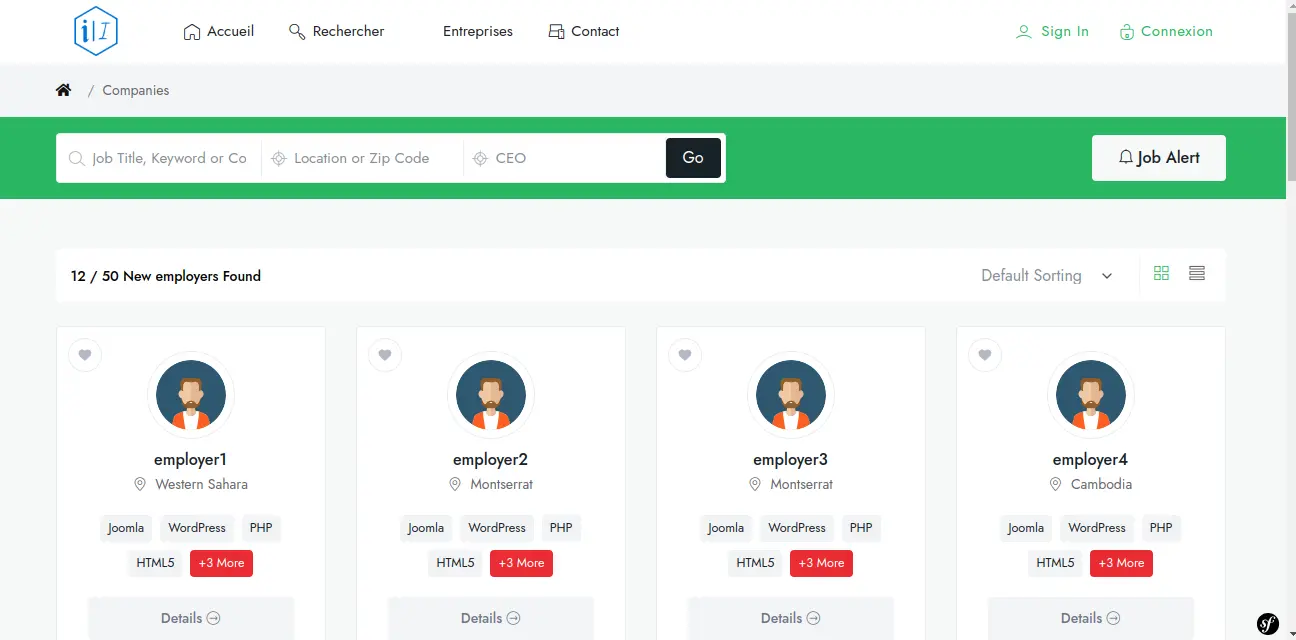 i|I Accueil Rechercher Entreprises Contact Sign In Connexion
/ Companies
Job Title, Keyword or Co Location or Zip Code CEO Go Job Alert
12 / 50 New employers Found Default Sorting
employer1 employer2 employer3 employer4
Western Sahara Montserrat Montserrat Cambodia
Joomla WordPress PHP Joomla WordPress PHP Joomla WordPress PHP Joomla WordPress PHP
HTML5 +3 More HTML5 +3 More HTML5 +3 More HTML5 +3 More
Details Details Details Details
sf